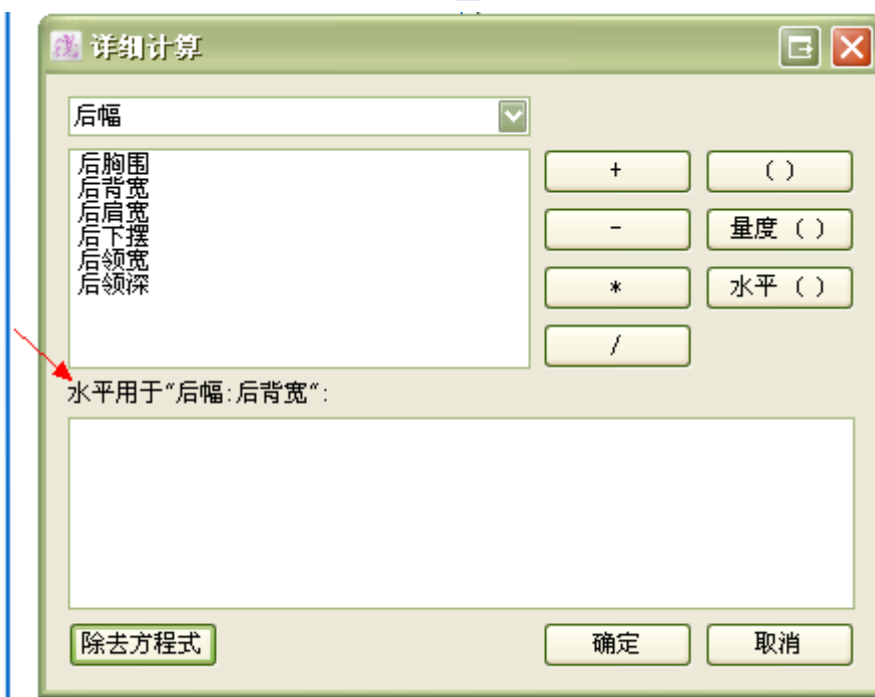 详细计算
后幅
后胸围
后背宽
后肩宽
后下摆
后领宽
后领深
+ ( )
- 量度 ( )
* 水平 ( )
/
水平用于“后幅:后背宽“:
除去方程式 确定 取消